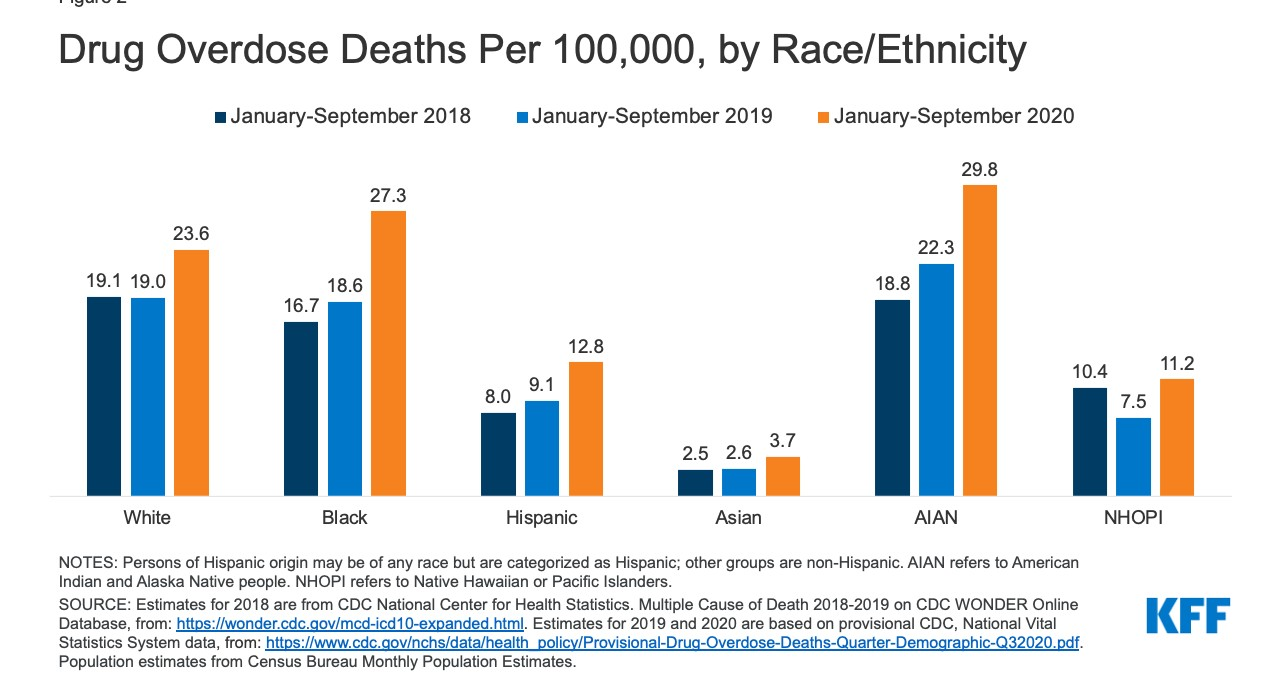 Figure 2
Drug Overdose Deaths Per 100,000, by Race/Ethnicity
January-September 2018 January-September 2019 January-September 2020
19.1 19.0 23.6
16.7 18.6 27.3
8.0 9.1 12.8
2.5 2.6 3.7
18.8 22.3 29.8
10.4 7.5 11.2
White Black Hispanic Asian AIAN NHOPI
NOTES: Persons of Hispanic origin may be of any race but are categorized as Hispanic; other groups are non-Hispanic. AIAN refers to American
Indian and Alaska Native people. NHOPI refers to Native Hawaiian or Pacific Islanders.
SOURCE: Estimates for 2018 are from CDC National Center for Health Statistics. Multiple Cause of Death 2018-2019 on CDC WONDER Online
Database, from: https://wonder.cdc.gov/mcd-icd10-expanded.html. Estimates for 2019 and 2020 are based on provisional CDC, National Vital
Statistics System data, from: https://www.cdc.gov/nchs/data/health_policy/Provisional-Drug-Overdose-Deaths-Quarter-Demographic-Q32020.pdf.
Population estimates from Census Bureau Monthly Population Estimates.
KFF